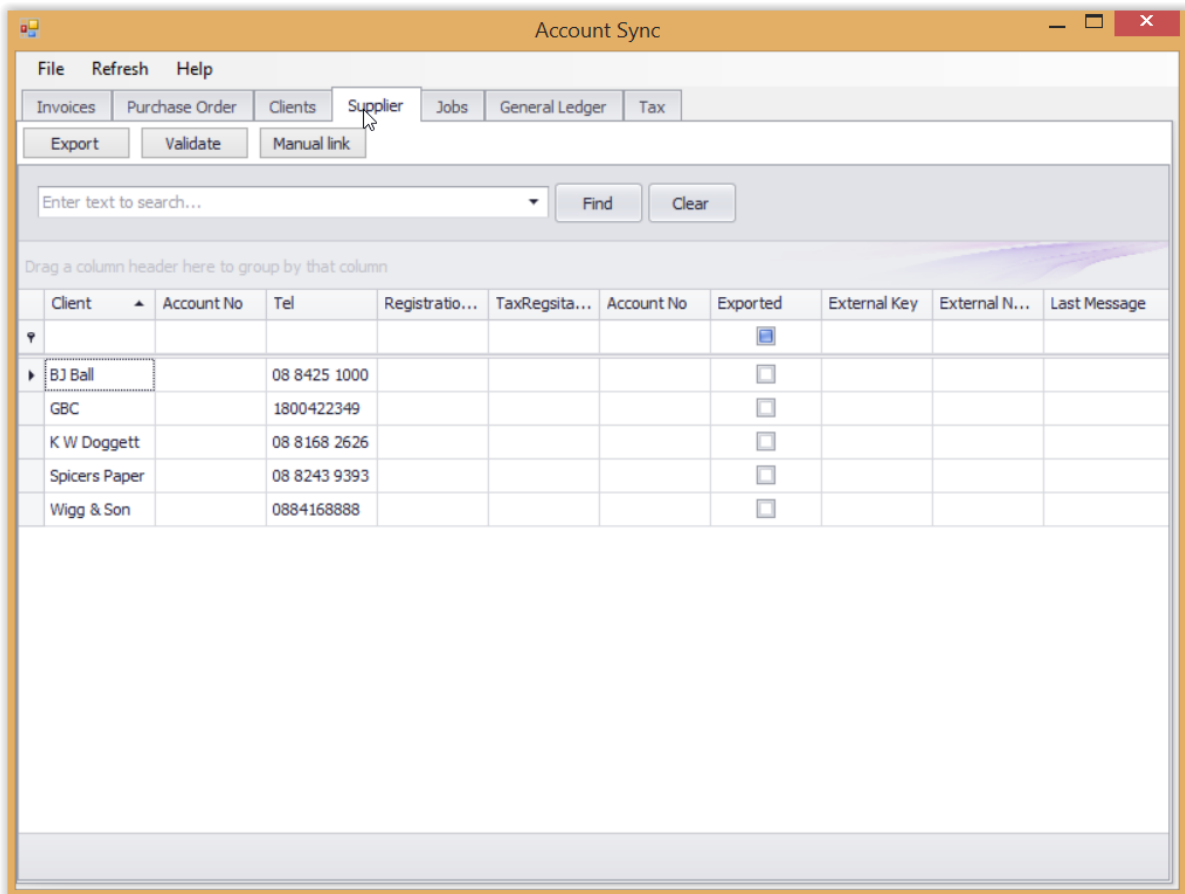 Account Sync
File Refresh Help
Invoices Purchase Order Clients Supplier Jobs General Ledger Tax
Export Validate Manual link
Enter text to search... Find Clear
Drag a column header here to group by that column
Client Account No Tel Registratio... TaxRegsita... Account No Exported External Key External N... Last Message
BJ Ball 08 8425 1000
GBC 1800422349
K W Doggett 08 8168 2626
Spicers Paper 08 8243 9393
Wigg & Son 0884168888